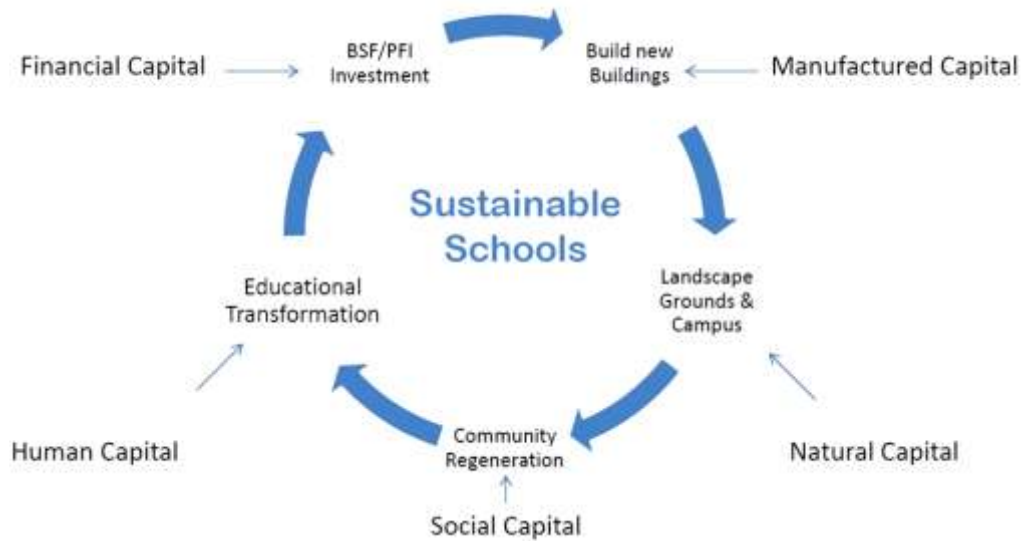 BSF/PFI
Investment
Build new
Buildings
Financial Capital
Manufactured Capital
Sustainable
Schools
Educational
Transformation
Landscape
Grounds &
Campus
Human Capital
Community
Regeneration
Natural Capital
Social Capital